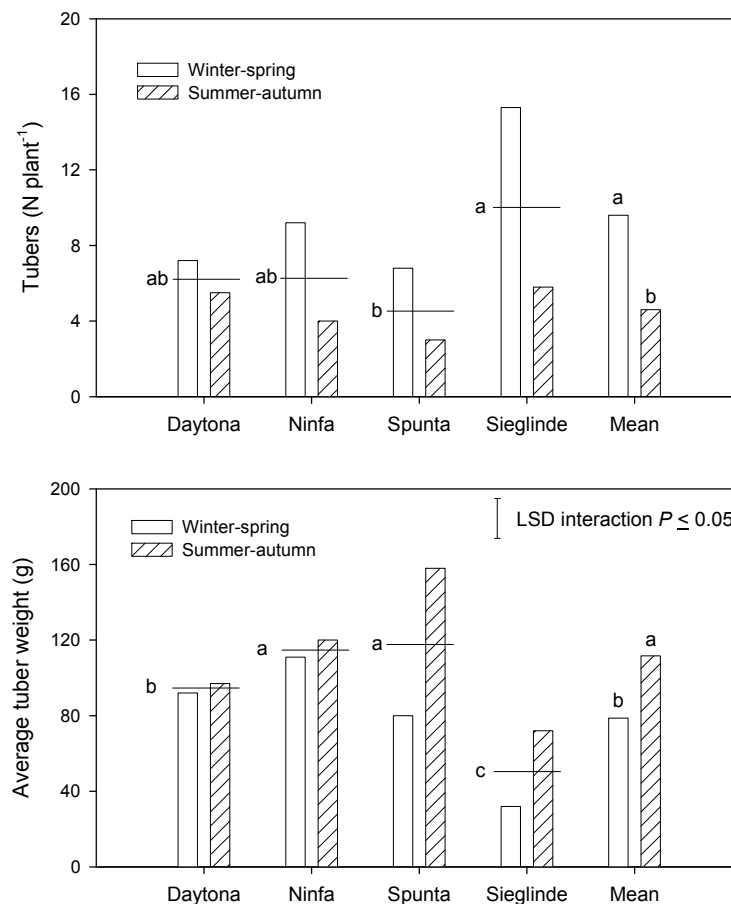 Tubers (N plant⁻¹)
20
16
12
8
4
0
Winter-spring
Summer-autumn
ab
ab
b
a
a
b
Daytona Ninfa Spunta Sieglinde Mean
Average tuber weight (g)
200
160
120
80
40
0
Winter-spring
Summer-autumn
LSD interaction P ≤ 0.05
b
a
a
c
b
a
Daytona Ninfa Spunta Sieglinde Mean